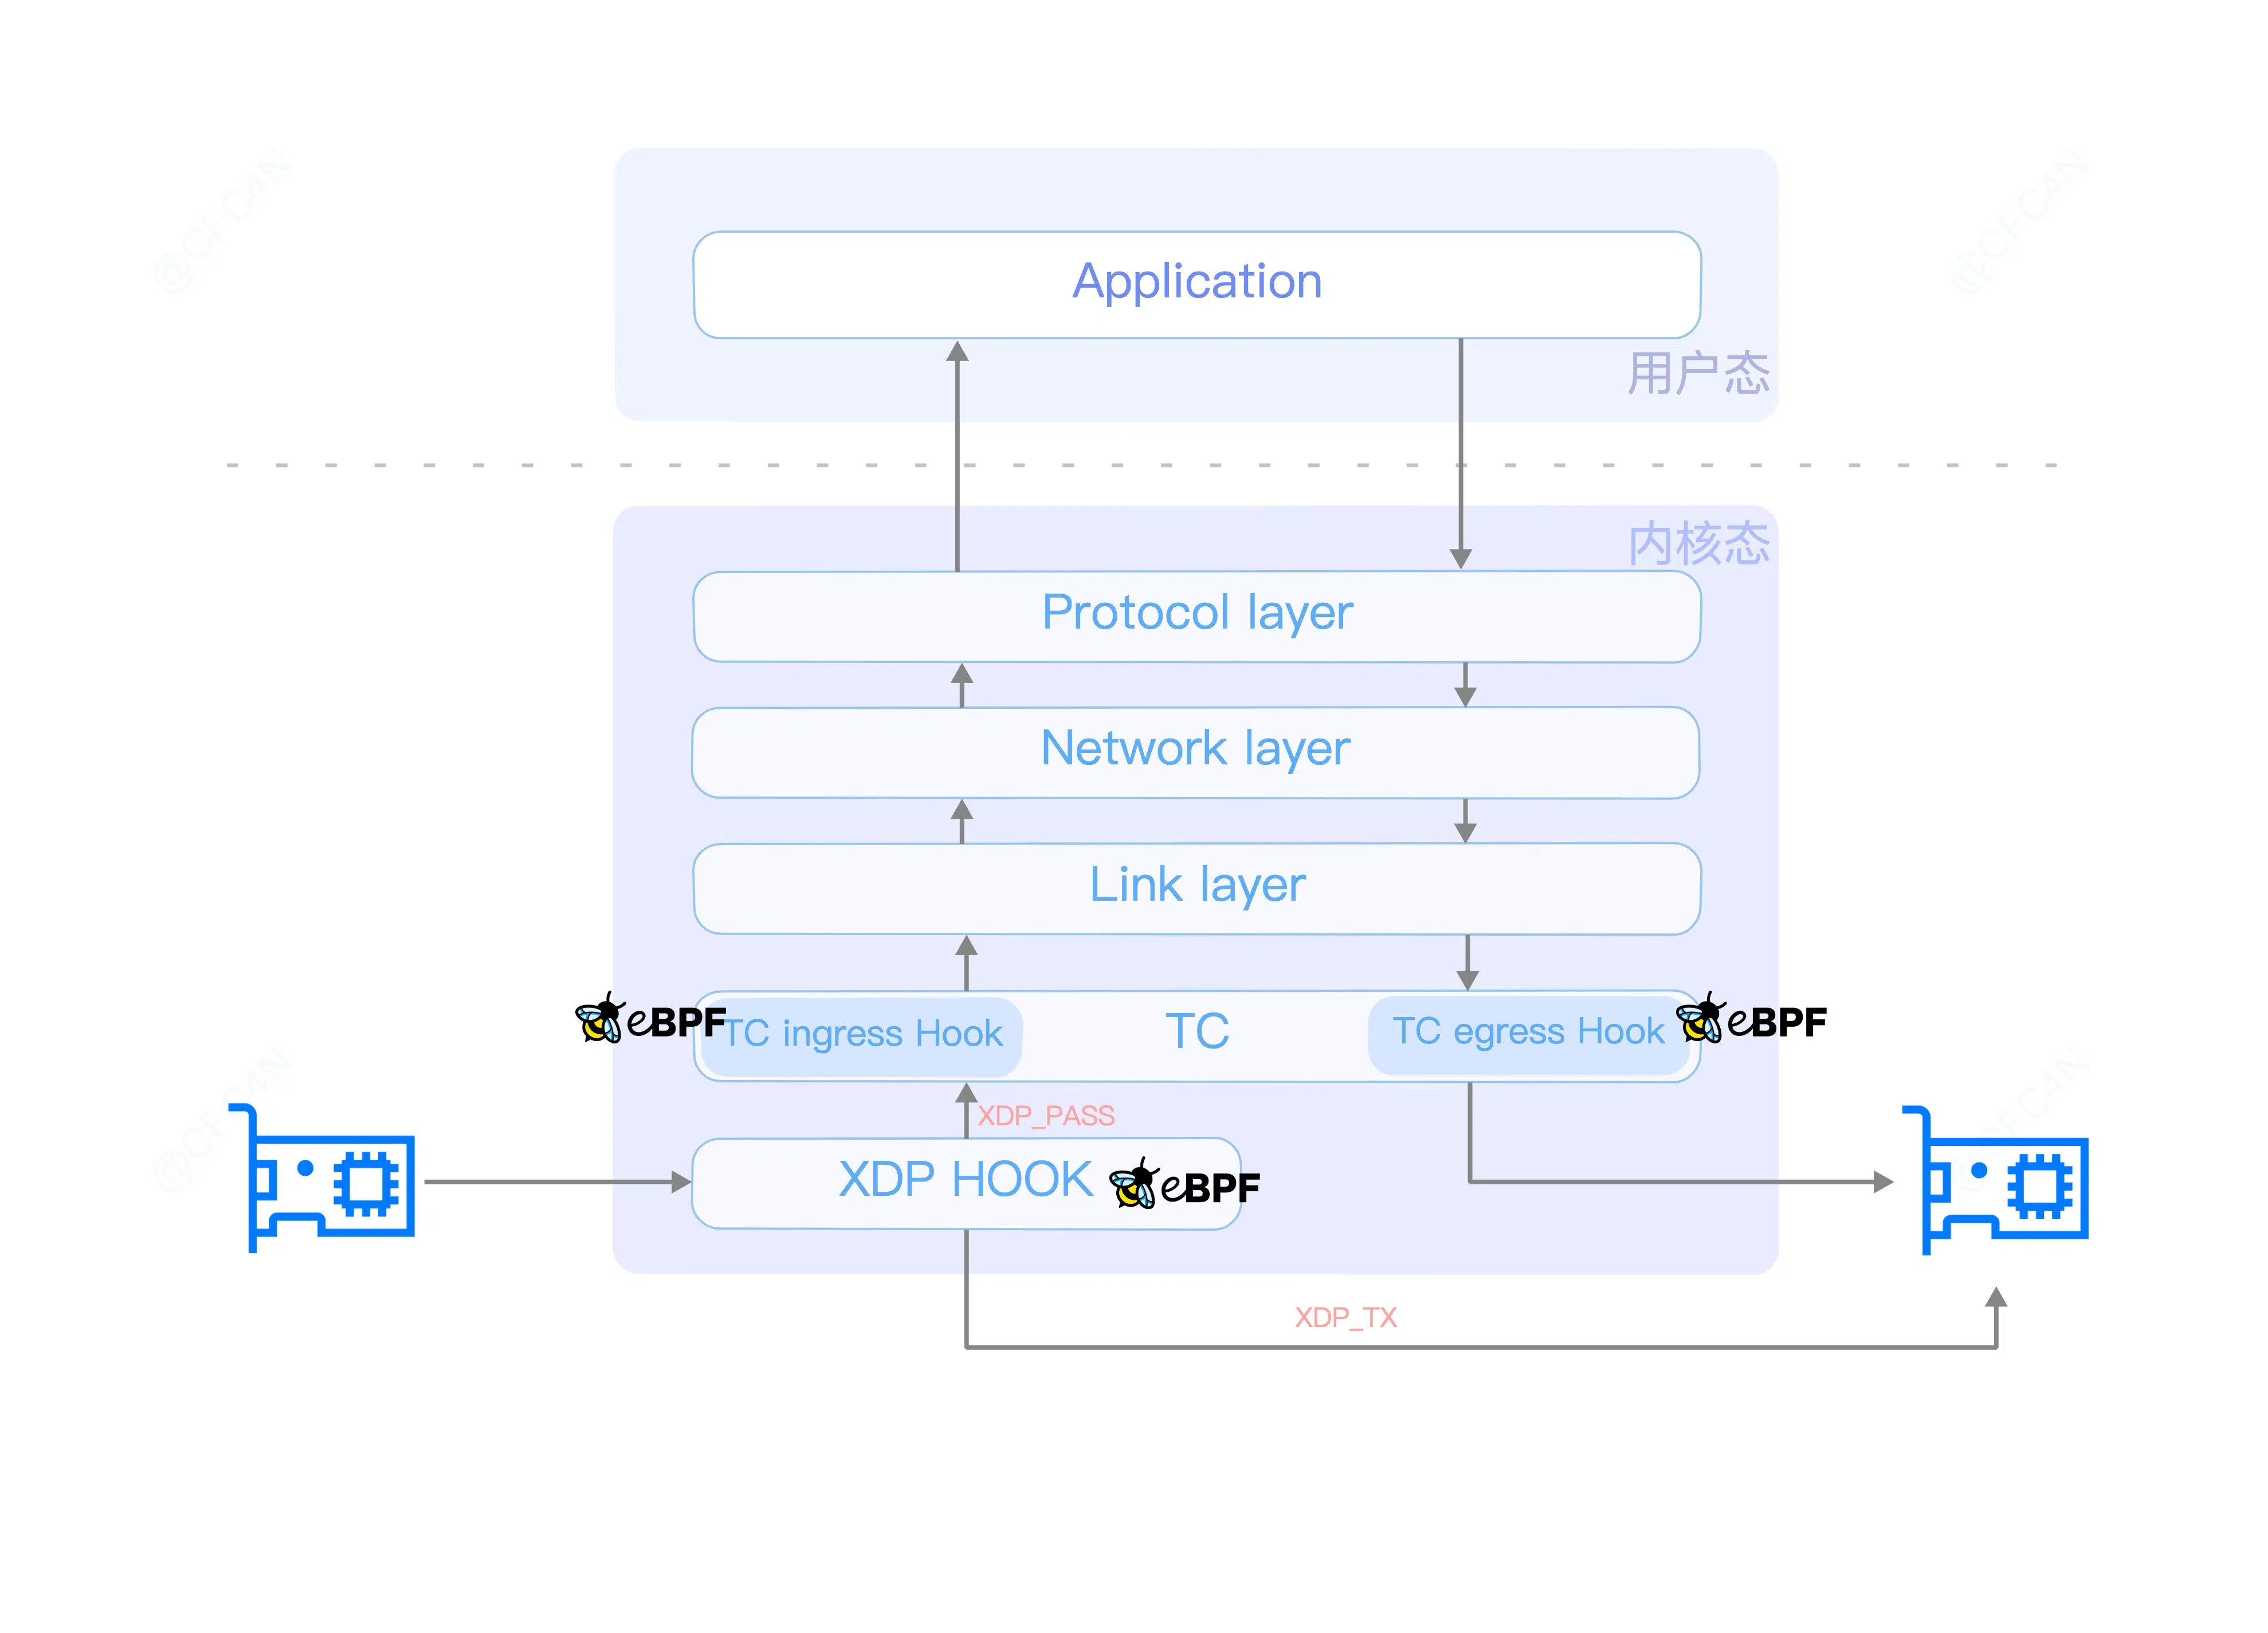 @CFC4N
@CFC4N
Application
用户态
内核态
Protocol layer
Network layer
Link layer
eBPF
TC ingress Hook
TC
TC egress Hook
eBPF
XDP_PASS
@CFC4N
@CFC4N
XDP HOOK
eBPF
XDP_TX